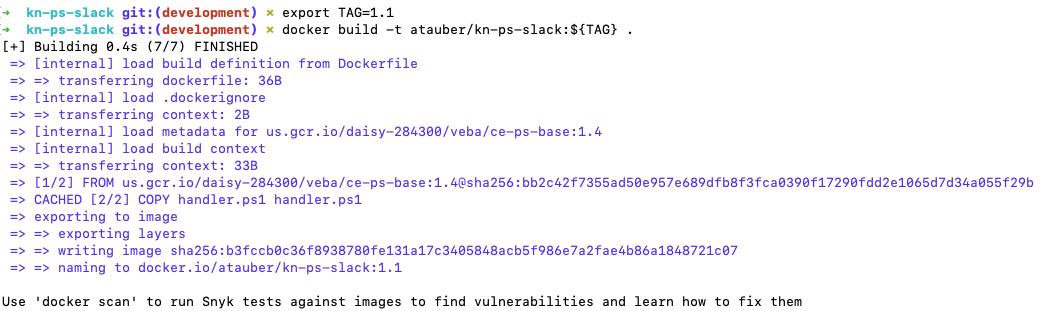 ➜ kn-ps-slack git:(development) ✗ export TAG=1.1
➜ kn-ps-slack git:(development) ✗ docker build -t atauber/kn-ps-slack:${TAG} .
[+] Building 0.4s (7/7) FINISHED
=> [internal] load build definition from Dockerfile
=> => transferring dockerfile: 36B
=> [internal] load .dockerignore
=> => transferring context: 2B
=> [internal] load metadata for us.gcr.io/daisy-284300/veba/ce-ps-base:1.4
=> [internal] load build context
=> => transferring context: 33B
=> [1/2] FROM us.gcr.io/daisy-284300/veba/ce-ps-base:1.4@sha256:bb2c42f7355ad50e957e689dfb8f3fca0390f17290fdd2e1065d7d34a055f29b
=> CACHED [2/2] COPY handler.ps1 handler.ps1
=> exporting to image
=> => exporting layers
=> => writing image sha256:b3fccb0c36f8938780fe131a17c3405848acb5f986e7a2fae4b86a1848721c07
=> => naming to docker.io/atauber/kn-ps-slack:1.1
Use 'docker scan' to run Snyk tests against images to find vulnerabilities and learn how to fix them